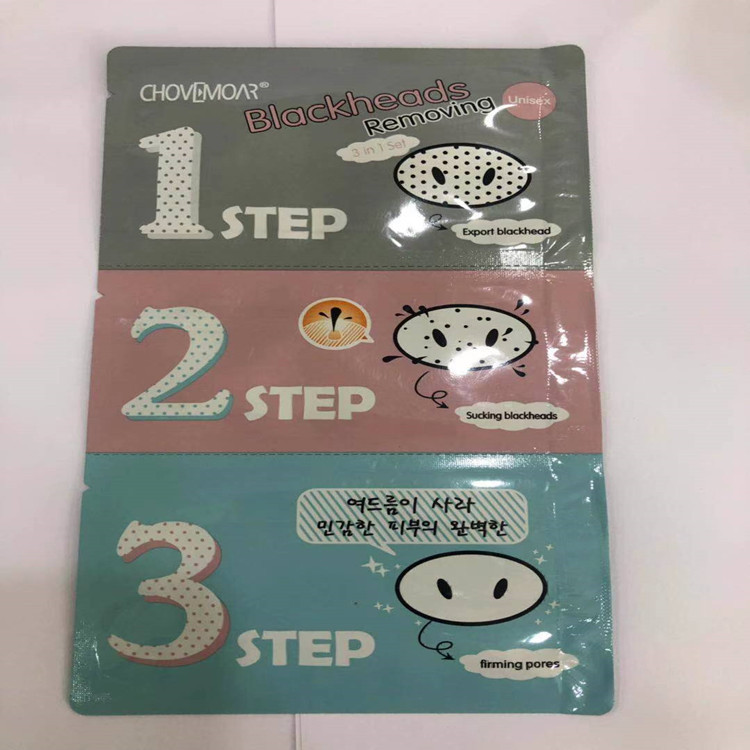 CHOVEMOAR®
Blackheads
Removing
Unisex
3 in 1 Set
1 STEP
Export blackhead
2 STEP
Sucking blackheads
여드름이 사라
민감한 피부의 완벽한
3 STEP
firming pores